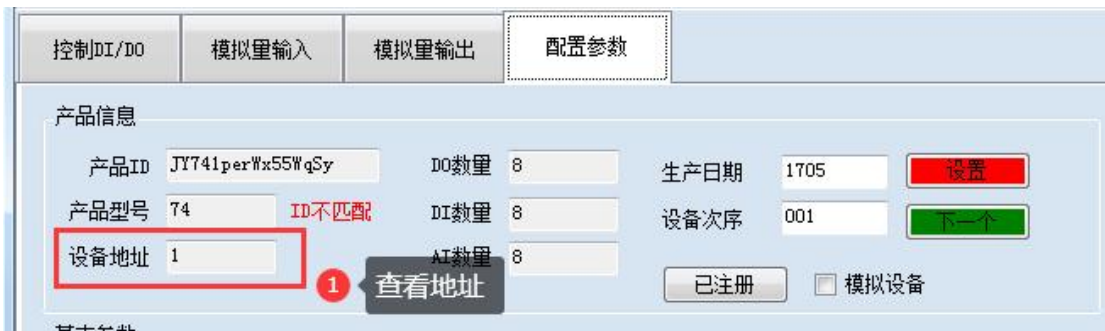 控制DI/DO 模拟量输入 模拟量输出 配置参数
产品信息
产品ID JY741perWx55WqSy DO数量 8 生产日期 1705 设置
产品型号 74 ID不匹配 DI数量 8 设备次序 001 下一个
设备地址 1 AI数量 8
1 查看地址 已注册 模拟设备
基本参数